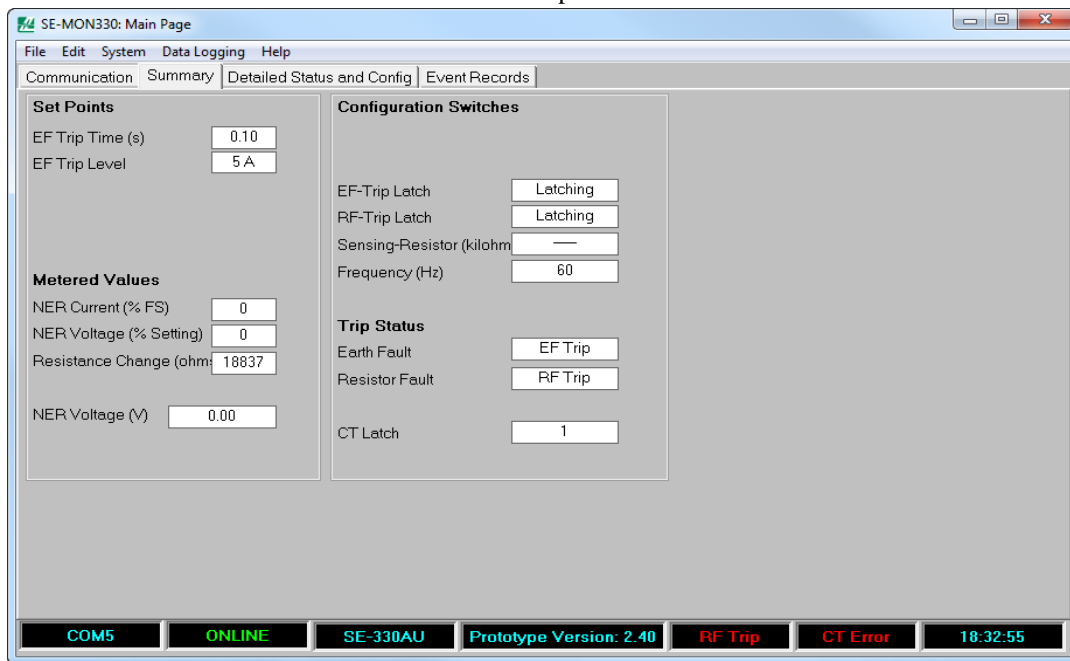 SE-MON330: Main Page
File Edit System Data Logging Help
Communication Summary Detailed Status and Config Event Records
Set Points
EF Trip Time (s) 0.10
EF Trip Level 5 A
Metered Values
NER Current (% FS) 0
NER Voltage (% Setting) 0
Resistance Change (ohms 18837
NER Voltage (V) 0.00
Configuration Switches
EF-Trip Latch Latching
RF-Trip Latch Latching
Sensing-Resistor (kilohm —
Frequency (Hz) 60
Trip Status
Earth Fault EF Trip
Resistor Fault RF Trip
CT Latch 1
COM5 ONLINE SE-330AU Prototype Version: 2.40 RF Trip CT Error 18:32:55